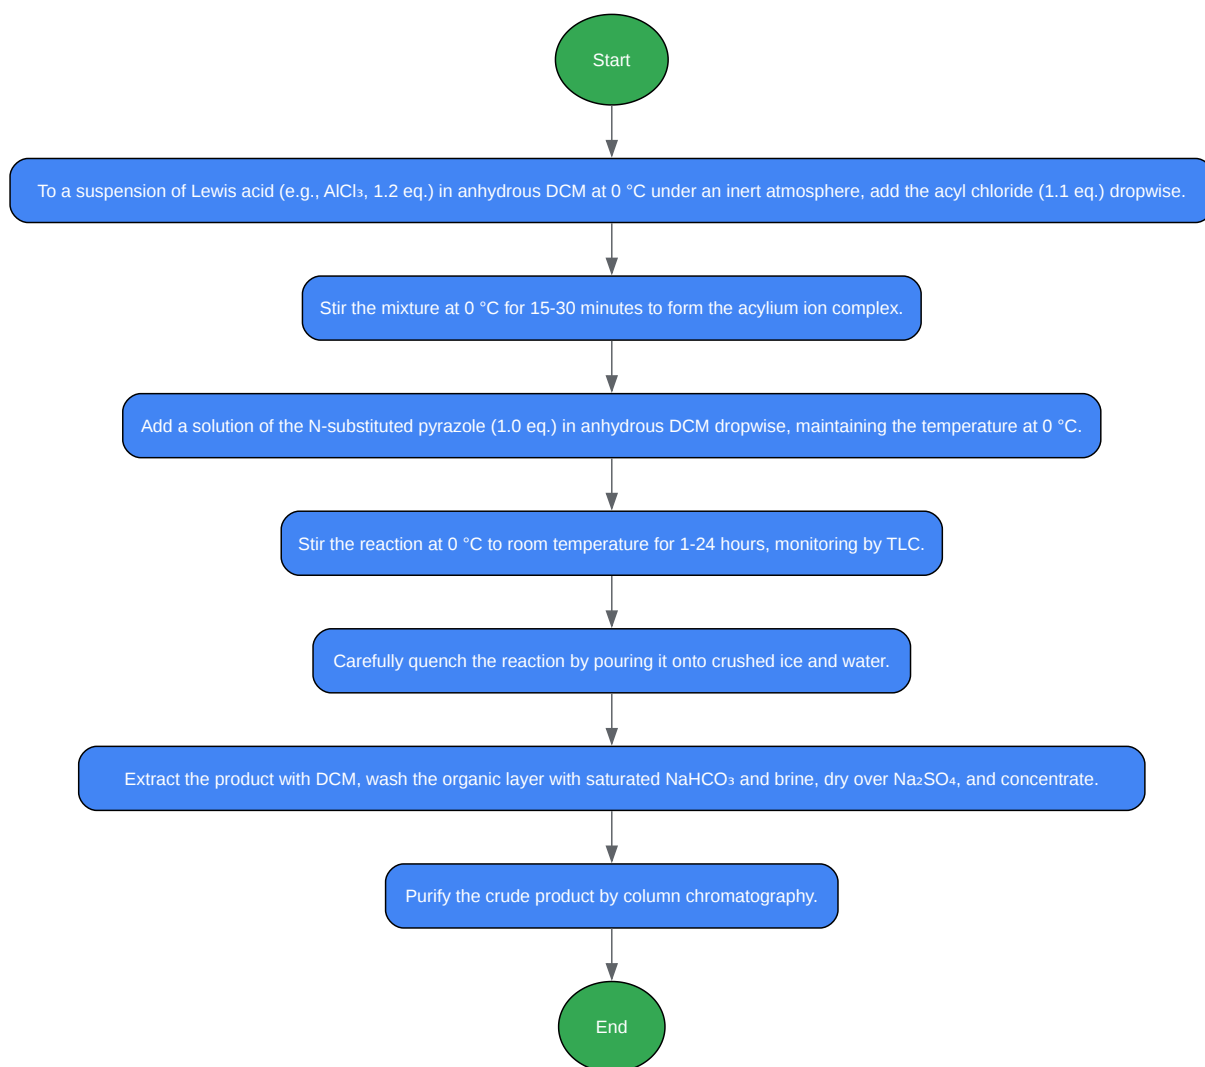 Start
To a suspension of Lewis acid (e.g., AlCl₃, 1.2 eq.) in anhydrous DCM at 0 °C under an inert atmosphere, add the acyl chloride (1.1 eq.) dropwise.
Stir the mixture at 0 °C for 15-30 minutes to form the acylium ion complex.
Add a solution of the N-substituted pyrazole (1.0 eq.) in anhydrous DCM dropwise, maintaining the temperature at 0 °C.
Stir the reaction at 0 °C to room temperature for 1-24 hours, monitoring by TLC.
Carefully quench the reaction by pouring it onto crushed ice and water.
Extract the product with DCM, wash the organic layer with saturated NaHCO₃ and brine, dry over Na₂SO₄, and concentrate.
Purify the crude product by column chromatography.
End